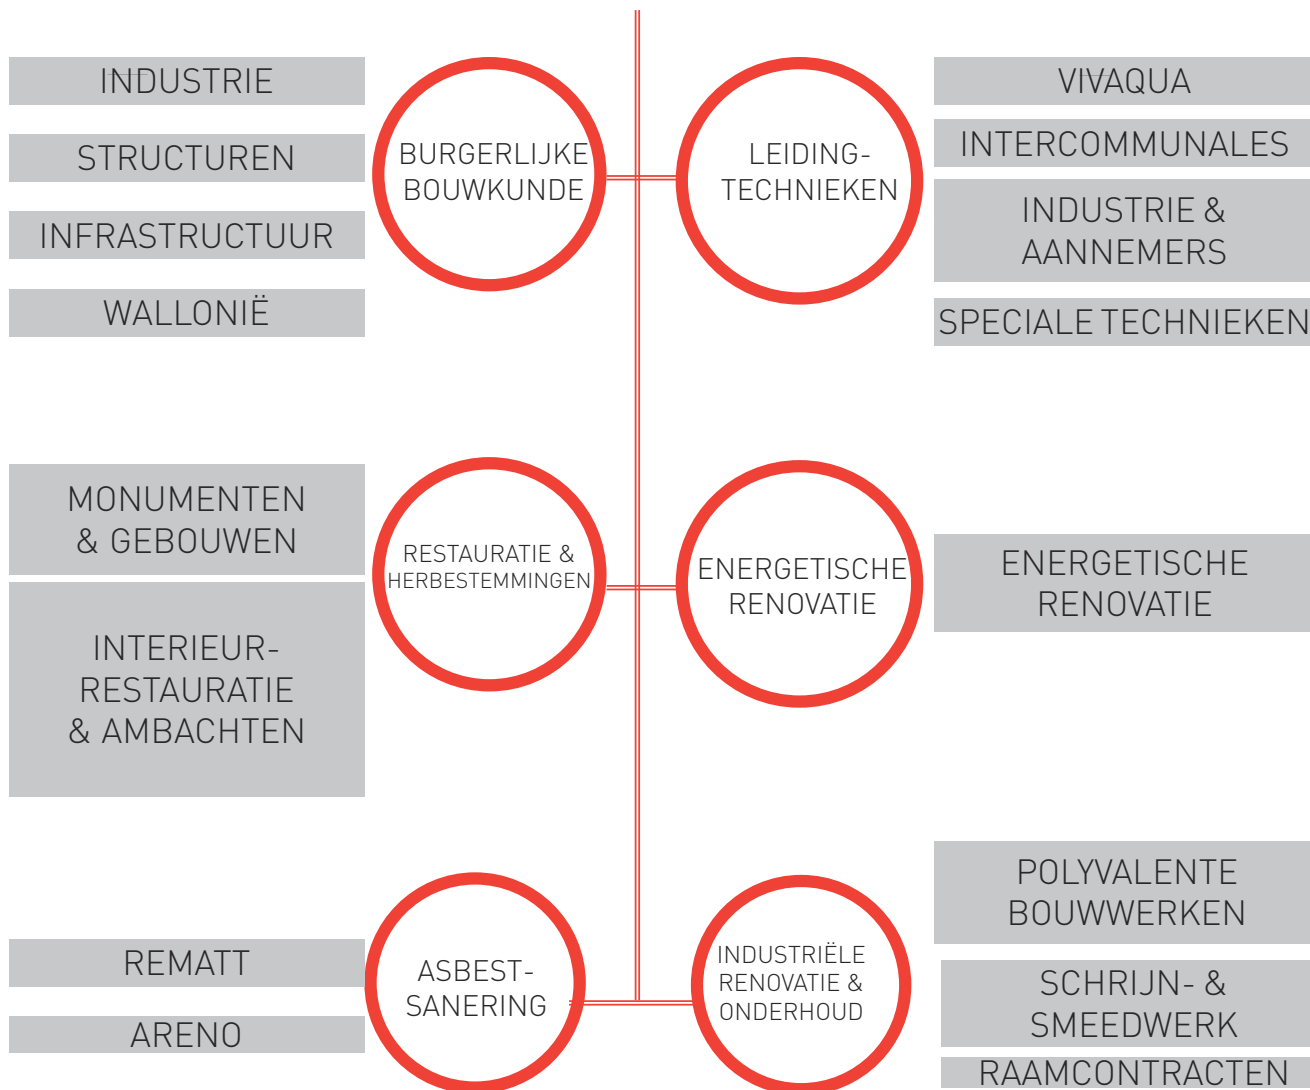 INDUSTRIE
STRUCTUREN
INFRASTRUCTUUR
WALLONIË
BURGERLIJKE
BOUWKUNDE
LEIDING-
TECHNIEKEN
VIVAQUA
INTERCOMMUNALES
INDUSTRIE &
AANNEMERS
SPECIALE TECHNIEKEN
MONUMENTEN
& GEBOUWEN
INTERIEUR-
RESTAURATIE
& AMBACHTEN
RESTAURATIE &
HERBESTEMMINGEN
ENERGETISCHE
RENOVATIE
ENERGETISCHE
RENOVATIE
REMATT
ARENO
ASBEST-
SANERING
INDUSTRIËLE
RENOVATIE &
ONDERHOUD
POLYVALENTE
BOUWWERKEN
SCHRIJN- &
SMEEDWERK
RAAMCONTRACTEN